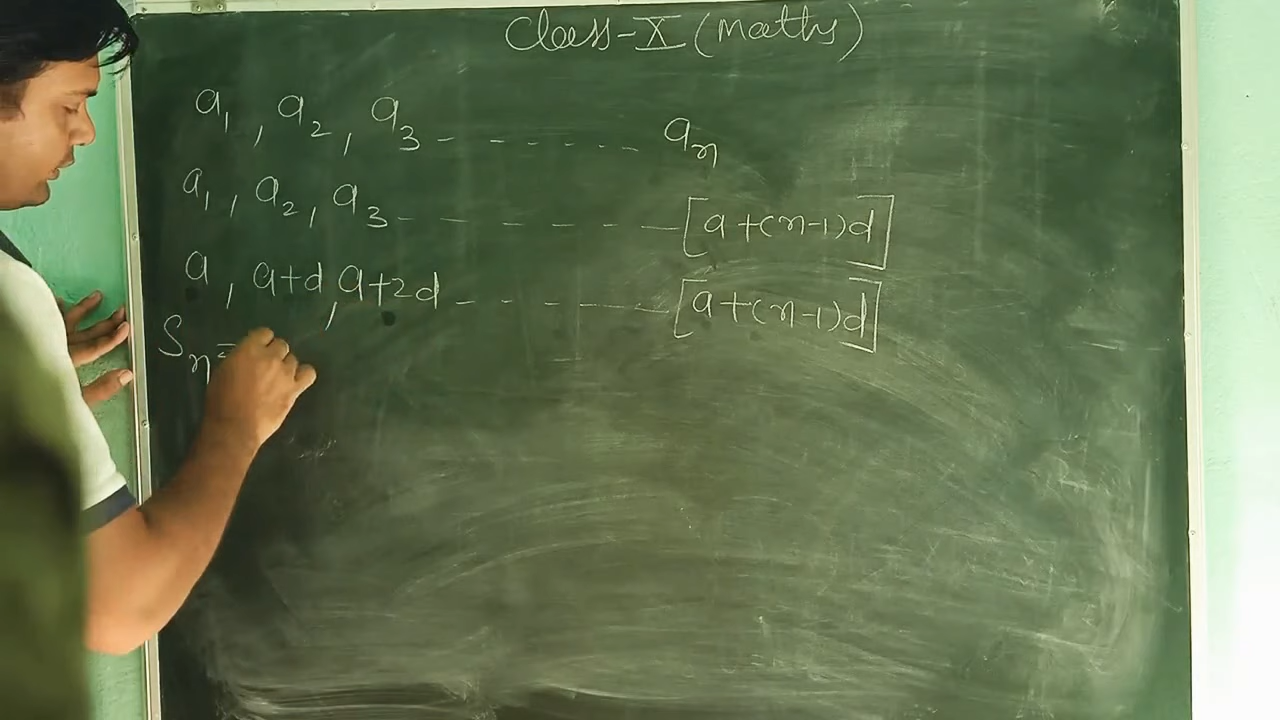 Class-X (Maths)
a₁, a₂, a₃ - - - - - - - aₙ
a₁, a₂, a₃ - - - - - - - [a+(n-1)d]
a, a+d, a+2d - - - - - - [a+(n-1)d]
Sₙ =